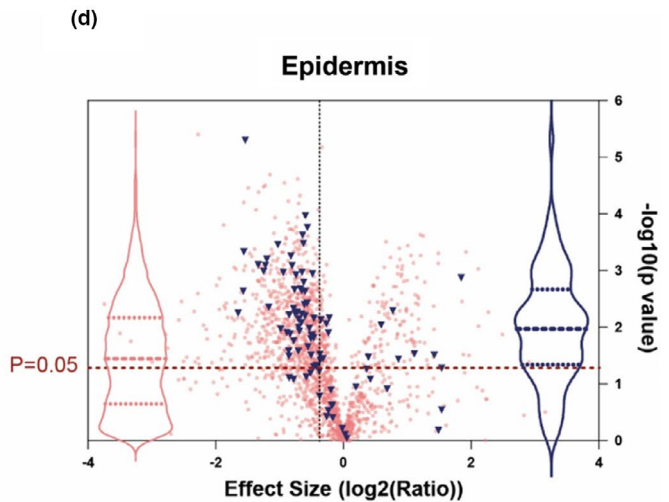 (d)
Epidermis
6
5
4
3
2
1
0
-log10(p value)
P=0.05
-4
-2
0
2
4
Effect Size (log2(Ratio))